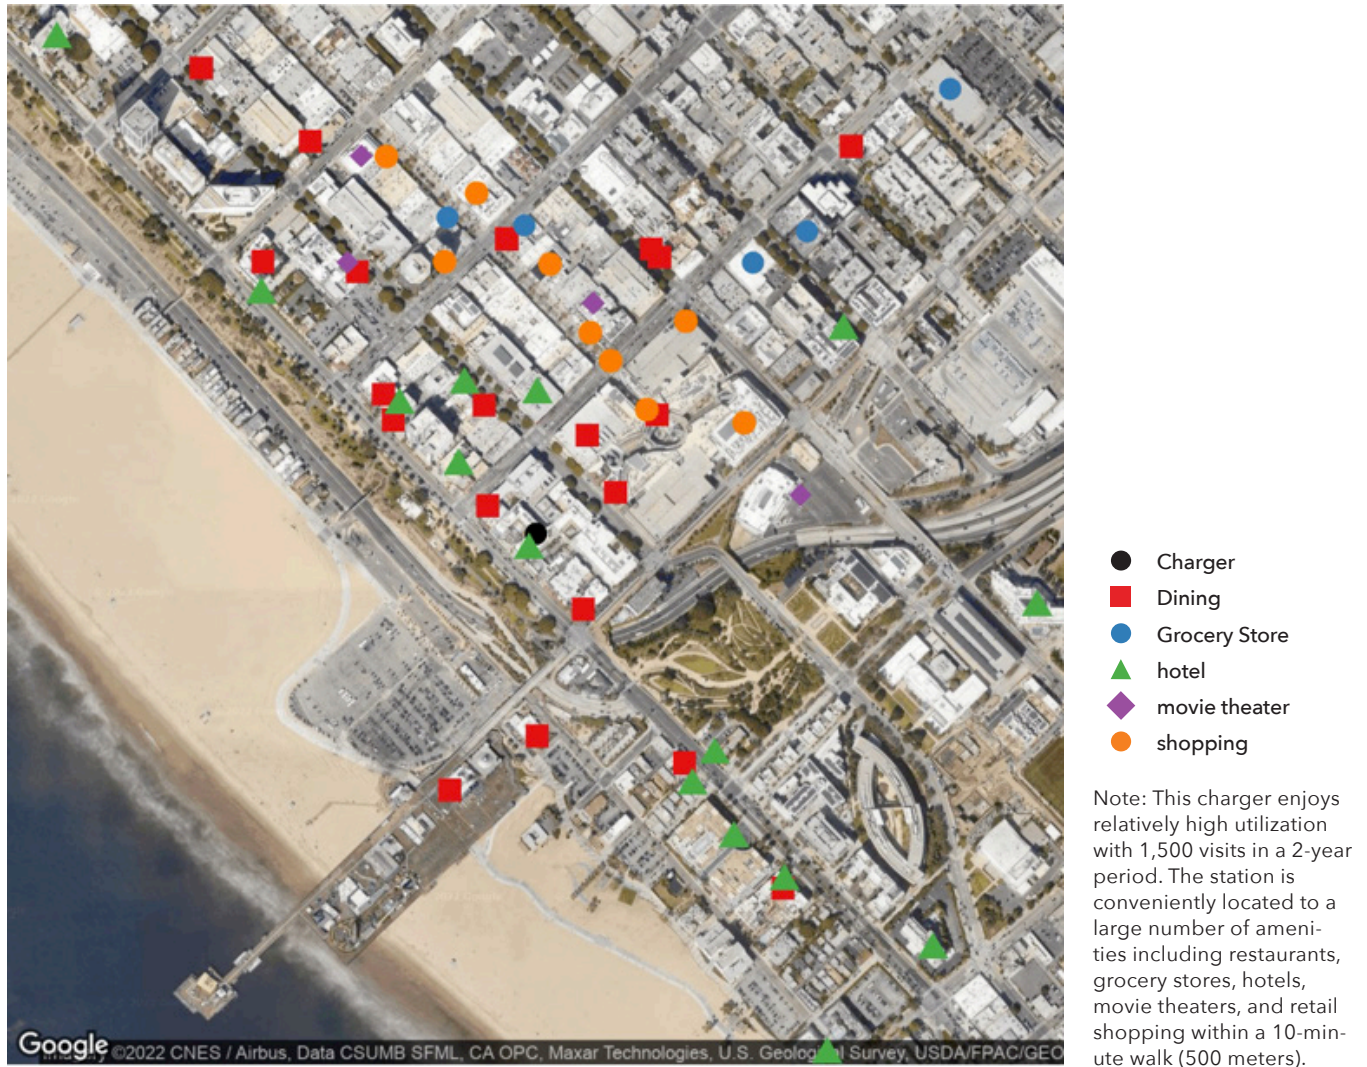 Charger
Dining
Grocery Store
hotel
movie theater
shopping
Note: This charger enjoys
relatively high utilization
with 1,500 visits in a 2-year
period. The station is
conveniently located to a
large number of ameni-
ties including restaurants,
grocery stores, hotels,
movie theaters, and retail
shopping within a 10-min-
ute walk (500 meters).
Google
©2022 CNES / Airbus, Data CSUMB SFML, CA OPC, Maxar Technologies, U.S. Geological Survey, USDA/FPAC/GEO